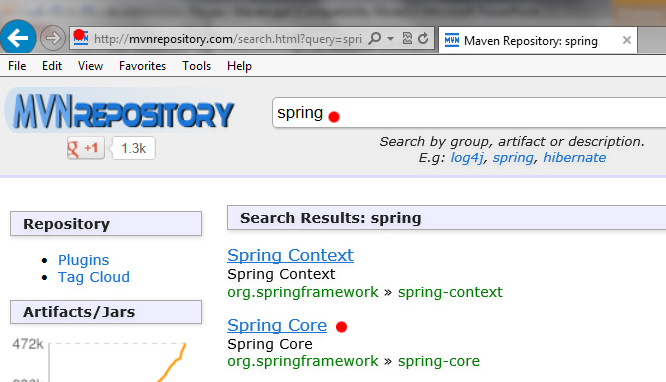 http://mvnrepository.com/search.html?query=spri
Maven Repository: spring
File Edit View Favorites Tools Help
MVNREPOSITORY
spring
g +1 1.3k
Search by group, artifact or description.
E.g: log4j, spring, hibernate
Repository
Plugins
Tag Cloud
Artifacts/Jars
472k
Search Results: spring
Spring Context
Spring Context
org.springframework » spring-context
Spring Core
Spring Core
org.springframework » spring-core